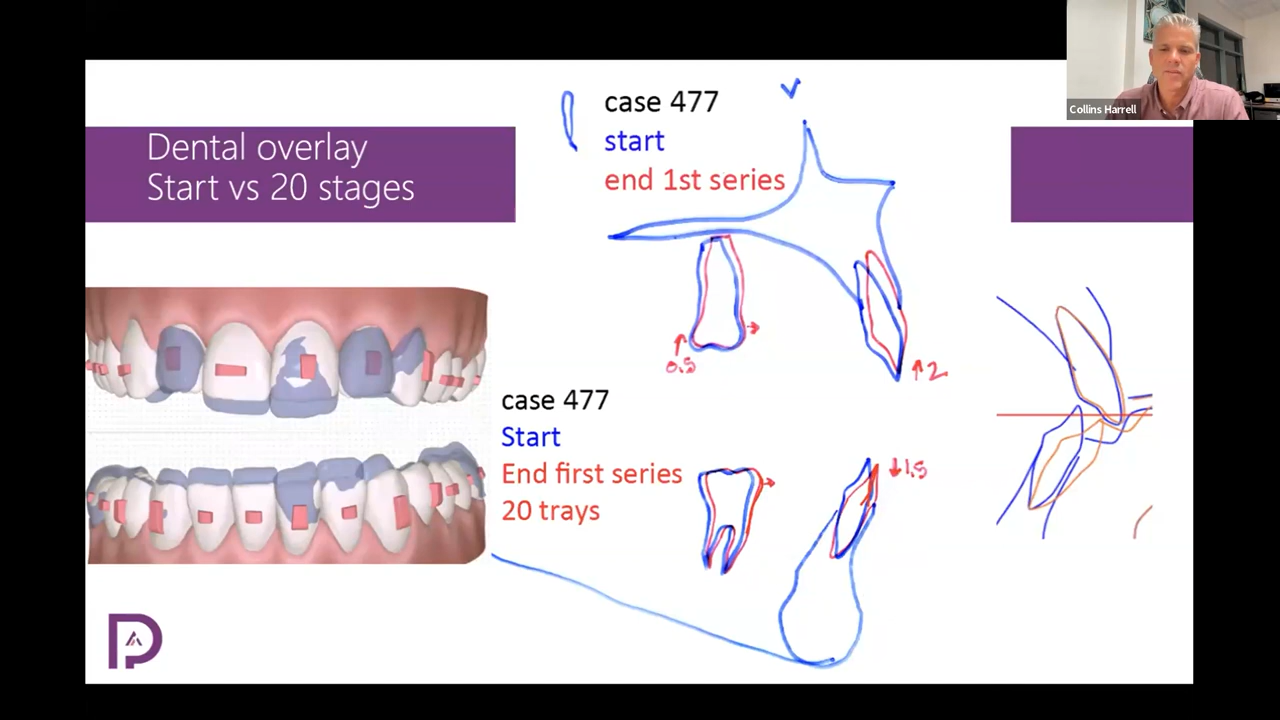 Collins Harrell
Dental overlay
Start vs 20 stages
case 477
start
end 1st series
0.5
2
case 477
Start
End first series
20 trays
1.5